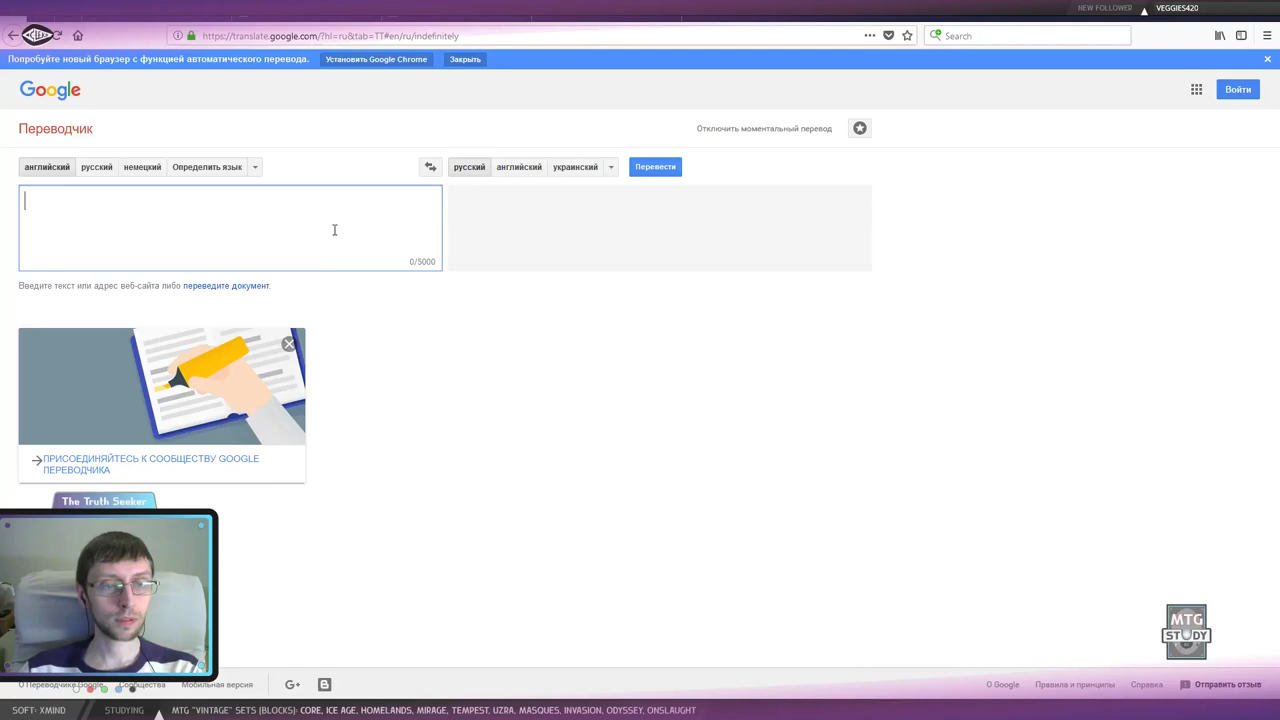 NEW FOLLOWER
VEGGIES420
https://translate.google.com/?hl=ru&tab=TT#en/ru/indefinitely
Search
Попробуйте новый браузер с функцией автоматического перевода.
Установить Google Chrome
Закрыть
Google
Войти
Переводчик
Отключить моментальный перевод
английский
русский
немецкий
Определить язык
русский
английский
украинский
Перевести
0/5000
Введите текст или адрес веб-сайта либо переведите документ.
ПРИСОЕДИНЯЙТЕСЬ К СООБЩЕСТВУ GOOGLE
ПЕРЕВОДЧИКА
The Truth Seeker
MTG
STUDY
О Переводчике Google
Сообщества
Мобильная версия
G+
О Google
Правила и принципы
Справка
Отправить отзыв
SOFT: XMIND
STUDYING
MTG "VINTAGE" SETS (BLOCKS): CORE, ICE AGE, HOMELANDS, MIRAGE, TEMPEST, UZRA, MASQUES, INVASION, ODYSSEY, ONSLAUGHT